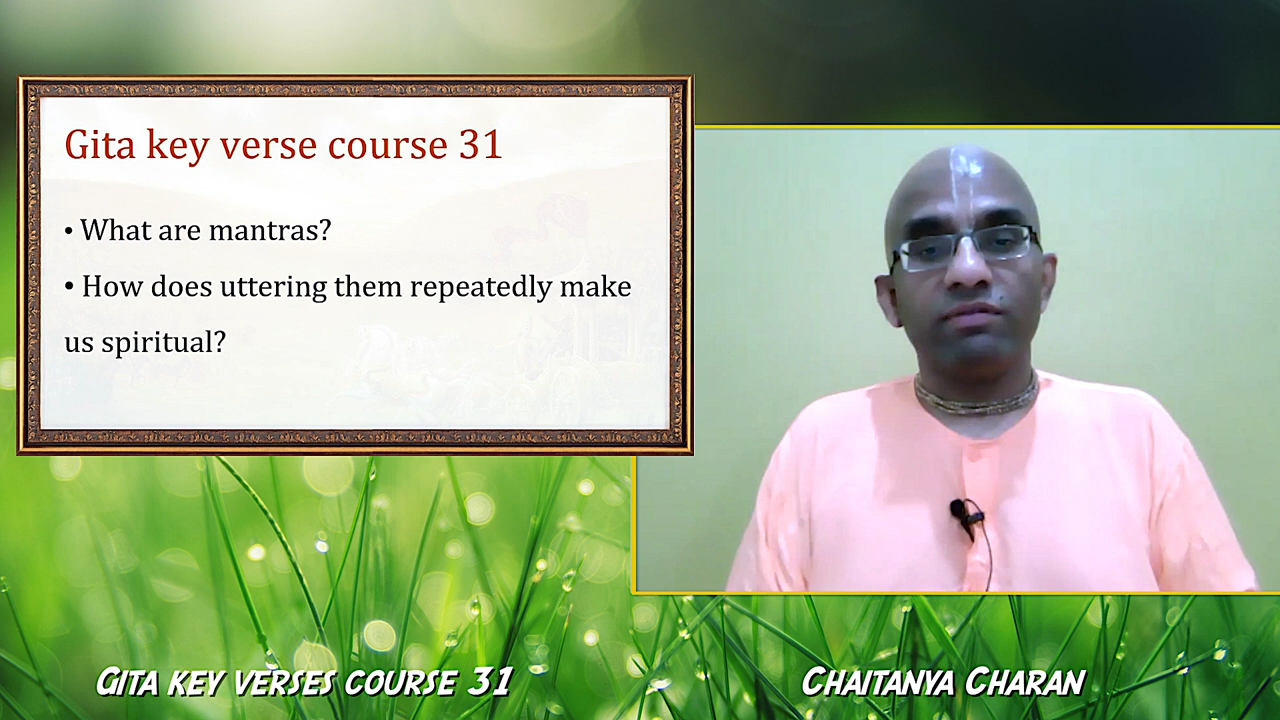 Gita key verse course 31
• What are mantras?
• How does uttering them repeatedly make
us spiritual?
Gita key verses course 31
Chaitanya Charan